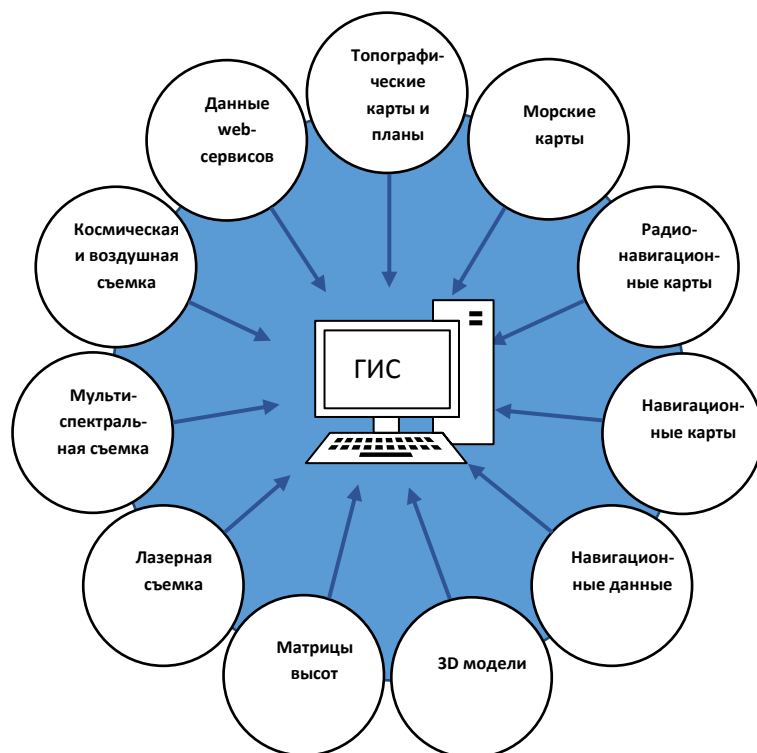 Топографи-
ческие
карты и
планы
Морские
карты
Радио-
навигацион-
ные карты
Навигацион-
ные карты
Навигацион-
ные данные
3D модели
Матрицы
высот
Лазерная
съемка
Мульти-
спектраль-
ная съемка
Космическая
и воздушная
съемка
Данные
web-
сервисов
ГИС